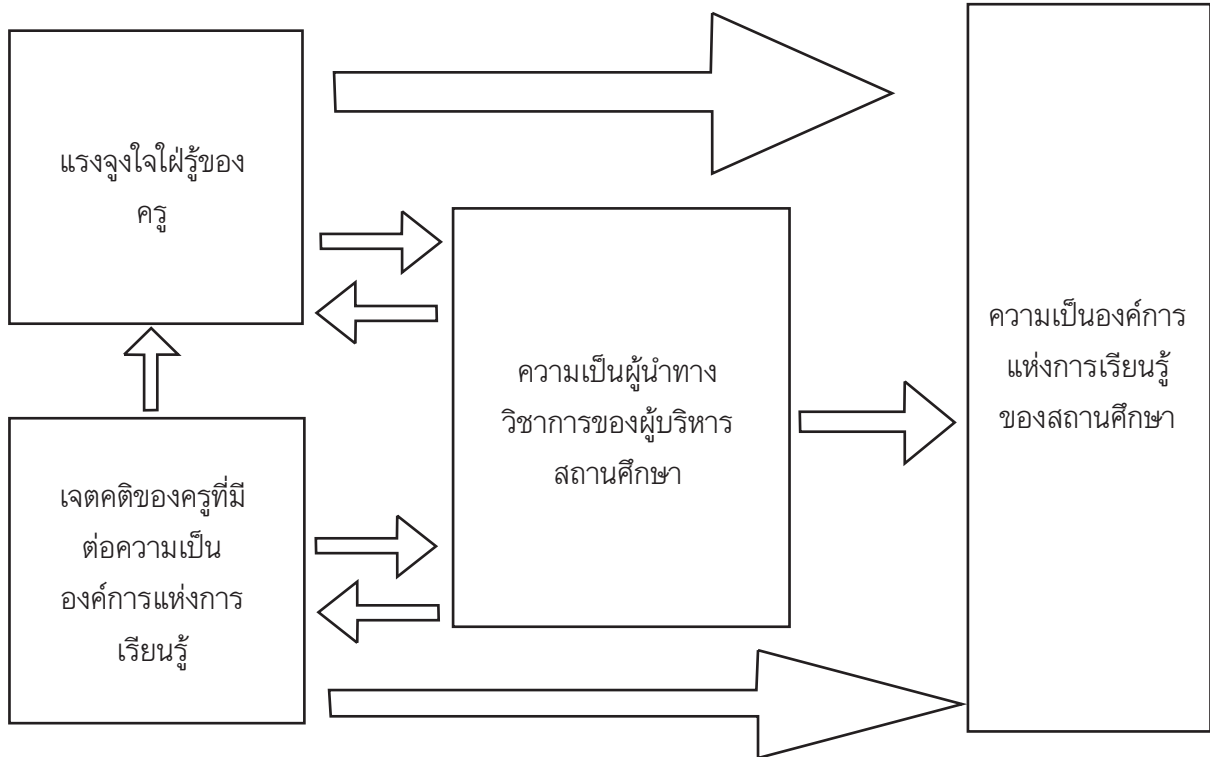 แรงจูงใจใฝ่รู้ของ
ครู
เจตคติของครูที่มี
ต่อความเป็น
องค์การแห่งการ
เรียนรู้
ความเป็นผู้นำทาง
วิชาการของผู้บริหาร
สถานศึกษา
ความเป็นองค์การ
แห่งการเรียนรู้
ของสถานศึกษา